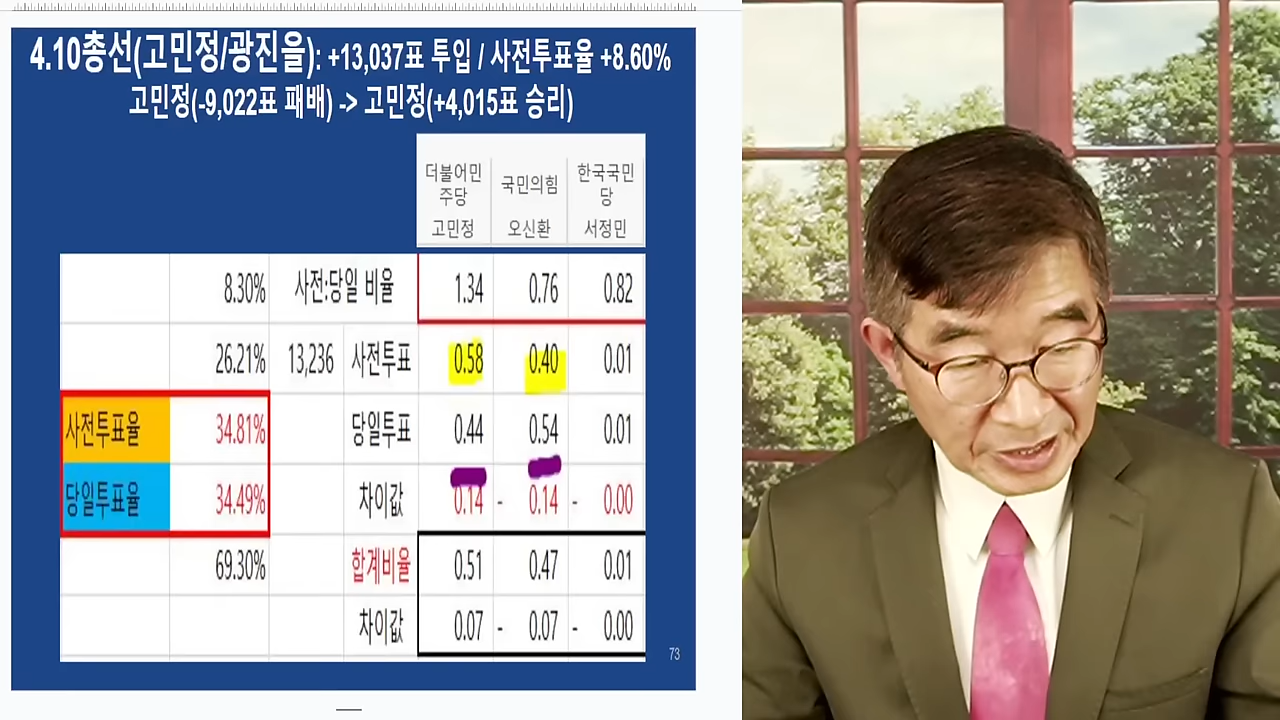 4.10총선(고민정/광진을): +13,037표 투입 / 사전투표율 +8.60%
고민정(-9,022표 패배) -> 고민정(+4,015표 승리)
더불어민주당 국민의힘 한국국민당
고민정 오신환 서정민
8.30% 사전:당일 비율 1.34 0.76 0.82
26.21% 13,236 사전투표 0.58 0.40 0.01
사전투표율 34.81% 당일투표 0.44 0.54 0.01
당일투표율 34.49% 차이값 0.14 - 0.14 - 0.00
69.30% 합계비율 0.51 0.47 0.01
차이값 0.07 - 0.07 - 0.00
73